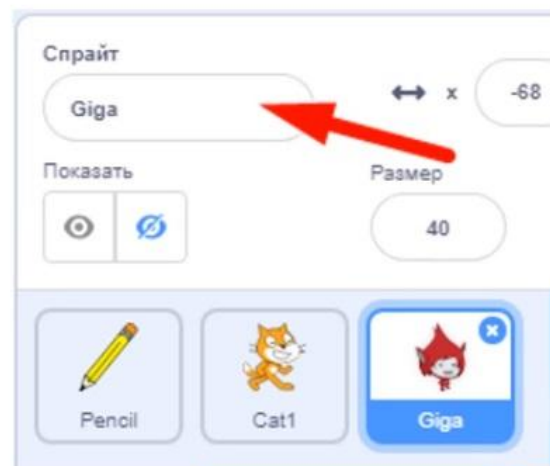 Спрайт
Giga
x -68
Показать
Размер
40
Pencil
Cat1
Giga